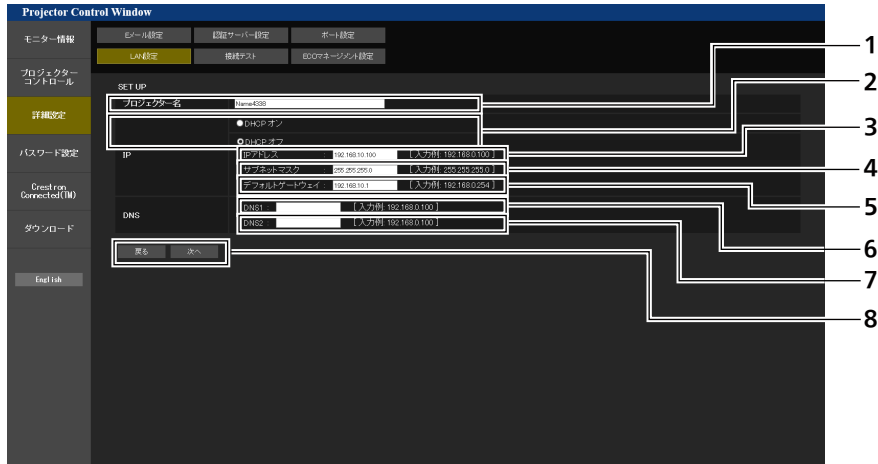 Projector Control Window
モニター情報
プロジェクター
コントロール
詳細設定
パスワード設定
Crestron
Connected(TM)
ダウンロード
English
Eメール設定 認証サーバー設定 ポート設定
LAN設定 接続テスト ECOマネージメント設定
SET UP
プロジェクター名 Name4338
DHCP オン
DHCP オフ
IP
IPアドレス : 192.168.10.100 [入力例: 192.168.0.100]
サブネットマスク : 255.255.255.0 [入力例: 255.255.255.0]
デフォルトゲートウェイ : 192.168.10.1 [入力例: 192.168.0.254]
DNS
DNS1 : [入力例: 192.168.0.100]
DNS2 : [入力例: 192.168.0.100]
戻る 次へ
1
2
3
4
5
6
7
8